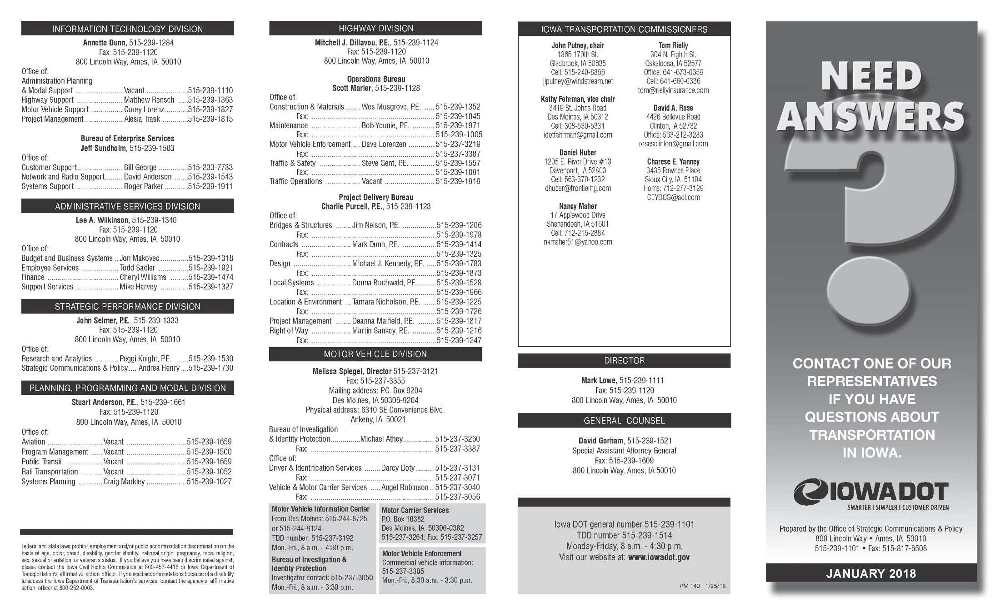 INFORMATION TECHNOLOGY DIVISION
Annette Dunn, 515-239-1284
Fax: 515-239-1120
800 Lincoln Way, Ames, IA 50010
Office of:
Administration Planning
& Modal Support ........................ Vacant .....................515-239-1110
Highway Support ....................... Matthew Rensch .....515-239-1363
Motor Vehicle Support ................ Corey Lorenz............515-239-1827
Project Management ................... Alesia Trask .............515-239-1815
Bureau of Enterprise Services
Jeff Sundholm, 515-239-1583
Office of:
Customer Support....................... Bill George ...............515-233-7783
Network and Radio Support......... David Anderson .......515-239-1543
Systems Support ....................... Roger Parker............515-239-1911
ADMINISTRATIVE SERVICES DIVISION
Lee A. Wilkinson, 515-239-1340
Fax: 515-239-1120
800 Lincoln Way, Ames, IA 50010
Office of:
Budget and Business Systems ..Jon Makovec..............515-239-1318
Employee Services ...................Todd Sadler ...............515-239-1921
Finance ....................................Cheryl Williams .........515-239-1474
Support Services ......................Mike Harvey ..............515-239-1327
STRATEGIC PERFORMANCE DIVISION
John Selmer, P.E., 515-239-1333
Fax: 515-239-1120
800 Lincoln Way, Ames, IA 50010
Office of:
Research and Analytics ............Peggi Knight, P.E. .......515-239-1530
Strategic Communications & Policy.... Andrea Henry....515-239-1730
PLANNING, PROGRAMMING AND MODAL DIVISION
Stuart Anderson, P.E., 515-239-1661
Fax: 515-239-1120
800 Lincoln Way, Ames, IA 50010
Office of:
Aviation ............................Vacant ..............................515-239-1659
Program Management ......Vacant ..............................515-239-1500
Public Transit ...................Vacant ..............................515-239-1659
Rail Transportation ...........Vacant ..............................515-239-1052
Systems Planning ............Craig Markley ....................515-239-1027
Federal and state laws prohibit employment and/or public accommodation discrimination on the
basis of age, color, creed, disability, gender identity, national origin, pregnancy, race, religion,
sex, sexual orientation, or veteran's status. If you believe you have been discriminated against,
please contact the Iowa Civil Rights Commission at 800-457-4416 or Iowa Department of
Transportation's affirmative action officer. If you need accommodations because of a disability
to access the Iowa Department of Transportation's services, contact the agency's affirmative
action officer at 800-262-0003.
HIGHWAY DIVISION
Mitchell J. Dillavou, P.E., 515-239-1124
Fax: 515-239-1120
800 Lincoln Way, Ames, IA 50010
Operations Bureau
Scott Marler, 515-239-1128
Office of:
Construction & Materials........Wes Musgrove, P.E. ..... 515-239-1352
Fax: .............................................................. 515-239-1845
Maintenance .........................Bob Younie, P.E. ........... 515-239-1971
Fax: .............................................................. 515-239-1005
Motor Vehicle Enforcement ....Dave Lorenzen ............. 515-237-3219
Fax: .............................................................. 515-237-3387
Traffic & Safety .....................Steve Gent, P.E. ............ 515-239-1557
Fax: .............................................................. 515-239-1891
Traffic Operations ..................Vacant ......................... 515-239-1919
Project Delivery Bureau
Charlie Purcell, P.E., 515-239-1128
Office of:
Bridges & Structures ........Jim Nelson, P.E. .................515-239-1206
Fax: ...............................................................515-239-1978
Contracts .........................Mark Dunn, P.E. .................515-239-1414
Fax: ...............................................................515-239-1325
Design .............................Michael J. Kennerly, P.E. .....515-239-1783
Fax: ...............................................................515-239-1873
Local Systems .................Donna Buchwald, P.E..........515-239-1528
Fax: ...............................................................515-239-1966
Location & Environment ...Tamara Nicholson, P.E. ......515-239-1225
Fax: ...............................................................515-239-1726
Project Management ........Deanna Maifield, P.E. .........515-239-1817
Right of Way ....................Martin Sankey, P.E. ............515-239-1216
Fax: ...............................................................515-239-1247
MOTOR VEHICLE DIVISION
Melissa Spiegel, Director 515-237-3121
Fax: 515-237-3355
Mailing address: P.O. Box 9204
Des Moines, IA 50306-9204
Physical address: 6310 SE Convenience Blvd.
Ankeny, IA 50021
Bureau of Investigation
& Identity Protection...............Michael Athey ............... 515-237-3260
Fax: .............................................................. 515-237-3387
Office of:
Driver & Identification Services ........Darcy Doty ......... 515-237-3131
Fax: .............................................................. 515-237-3071
Vehicle & Motor Carrier Services .....Angel Robinson .. 515-237-3040
Fax: .............................................................. 515-237-3056
Motor Vehicle Information Center
From Des Moines: 515-244-8725
or 515-244-9124
TDD number: 515-237-3192
Mon.-Fri., 8 a.m. - 4:30 p.m.
Bureau of Investigation &
Identity Protection
Investigator contact: 515-237-3050
Mon.-Fri., 8 a.m. - 3:30 p.m.
Motor Carrier Services
P.O. Box 10382
Des Moines, IA 50306-0382
515-237-3264; Fax: 515-237-3257
Motor Vehicle Enforcement
Commercial vehicle information:
515-237-3305
Mon.-Fri., 8:30 a.m. - 3:30 p.m.
IOWA TRANSPORTATION COMMISSIONERS
John Putney, chair
1365 170th St.
Gladbrook, IA 50635
Cell: 515-240-8866
jlputney@windstream.net
Kathy Fehrman, vice chair
3419 St. Johns Road
Des Moines, IA 50312
Cell: 308-530-5331
idotfehrman@gmail.com
Daniel Huber
1205 E. River Drive #13
Davenport, IA 52803
Cell: 563-370-1232
dhuber@frontierhg.com
Nancy Maher
17 Applewood Drive
Shenandoah, IA 51601
Cell: 712-215-2884
nkmaher51@yahoo.com
Tom Rielly
304 N. Eighth St.
Oskaloosa, IA 52577
Office: 641-673-0359
Cell: 641-660-0336
tom@riellyinsurance.com
David A. Rose
4426 Bellevue Road
Clinton, IA 52732
Office: 563-212-3283
rosesclinton@gmail.com
Charese E. Yanney
3435 Pawnee Place
Sioux City, IA 51104
Home: 712-277-3129
CEYDOG@aol.com
DIRECTOR
Mark Lowe, 515-239-1111
Fax: 515-239-1120
800 Lincoln Way, Ames, IA 50010
GENERAL COUNSEL
David Gorham, 515-239-1521
Special Assistant Attorney General
Fax: 515-239-1609
800 Lincoln Way, Ames, IA 50010
Iowa DOT general number 515-239-1101
TDD number 515-239-1514
Monday-Friday, 8 a.m. - 4:30 p.m.
Visit our website at: www.iowadot.gov
PM 140 1/25/18
NEED
ANSWERS
?
CONTACT ONE OF OUR
REPRESENTATIVES
IF YOU HAVE
QUESTIONS ABOUT
TRANSPORTATION
IN IOWA.
IOWADOT
SMARTER I SIMPLER I CUSTOMER DRIVEN
Prepared by the Office of Strategic Communications & Policy
800 Lincoln Way • Ames, IA 50010
515-239-1101 • Fax: 515-817-6508
JANUARY 2018